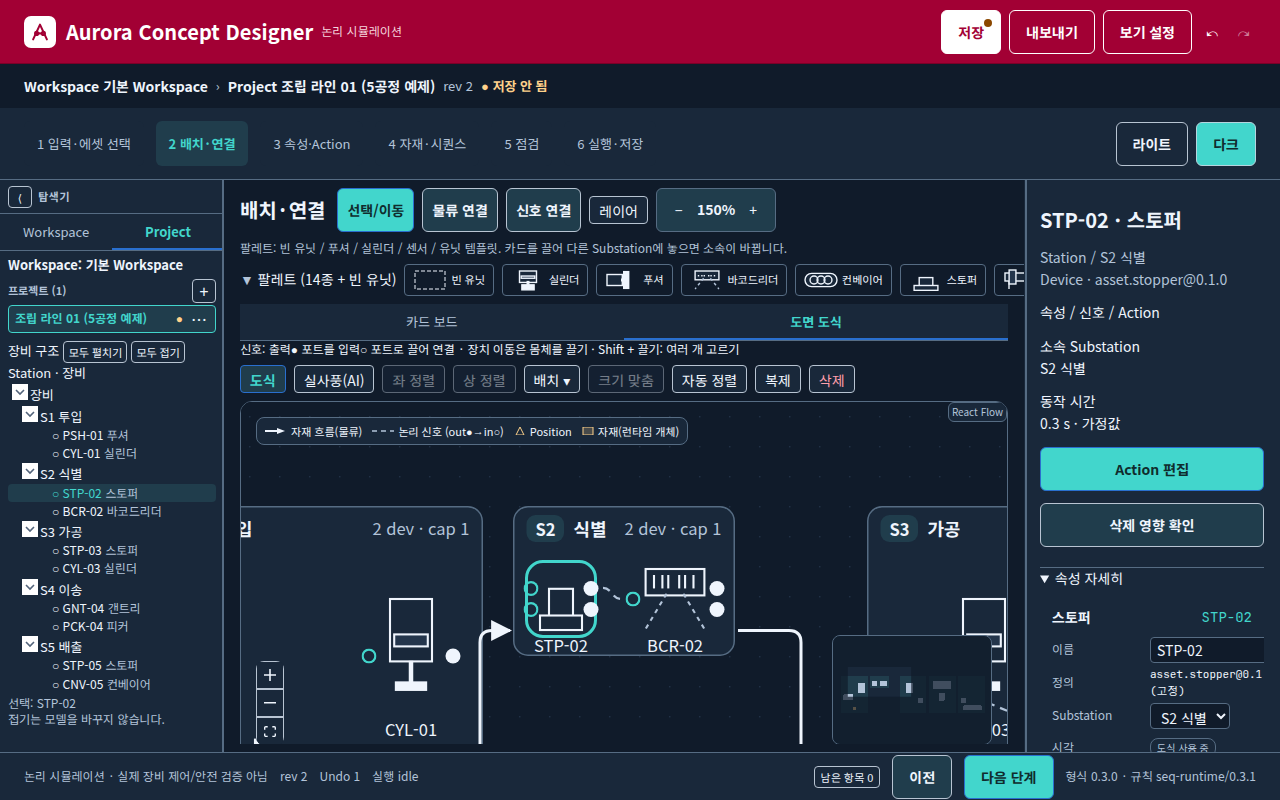 Aurora Concept Designer 논리 시뮬레이션
저장 내보내기 보기 설정
Workspace 기본 Workspace › Project 조립 라인 01 (5공정 예제) rev 2 ● 저장 안 됨
1 입력·에셋 선택 2 배치·연결 3 속성·Action 4 자재·시퀀스 5 점검 6 실행·저장
라이트 다크
⟨ 탐색기
Workspace Project
Workspace: 기본 Workspace
프로젝트 (1) +
조립 라인 01 (5공정 예제) ● ···
장비 구조 모두 펼치기 모두 접기
Station · 장비
장비
S1 투입
○ PSH-01 푸셔
○ CYL-01 실린더
S2 식별
○ STP-02 스토퍼
○ BCR-02 바코드리더
S3 가공
○ STP-03 스토퍼
○ CYL-03 실린더
S4 이송
○ GNT-04 갠트리
○ PCK-04 피커
S5 배출
○ STP-05 스토퍼
○ CNV-05 컨베이어
선택: STP-02
접기는 모델을 바꾸지 않습니다.
배치·연결 선택/이동 물류 연결 신호 연결 레이어 − 150% +
팔레트: 빈 유닛 / 푸셔 / 실린더 / 센서 / 유닛 템플릿. 카드를 끌어 다른 Substation에 놓으면 소속이 바뀝니다.
▼ 팔레트 (14종 + 빈 유닛) 빈 유닛 실린더 푸셔 바코드리더 컨베이어 스토퍼
카드 보드 도면 도식
신호: 출력● 포트를 입력○ 포트로 끌어 연결 · 장치 이동은 몸체를 끌기 · Shift + 끌기: 여러 개 고르기
도식 실사풍(AI) 좌 정렬 상 정렬 배치 ▾ 크기 맞춤 자동 정렬 복제 삭제
React Flow
자재 흐름(물류) 논리 신호 (out●→in○) △ Position 자재(런타임 개체)
입 2 dev · cap 1
S2 식별 2 dev · cap 1
S3 가공
STP-02 BCR-02
CYL-01
03
STP-02 · 스토퍼
Station / S2 식별
Device · asset.stopper@0.1.0
속성 / 신호 / Action
소속 Substation
S2 식별
동작 시간
0.3 s · 가정값
Action 편집
삭제 영향 확인
▼ 속성 자세히
스토퍼 STP-02
이름 STP-02
정의 asset.stopper@0.1
(고정)
Substation S2 식별
시각 도식 사용 중
논리 시뮬레이션 · 실제 장비 제어/안전 검증 아님 rev 2 Undo 1 실행 idle
남은 항목 0 이전 다음 단계 형식 0.3.0 · 규칙 seq-runtime/0.3.1